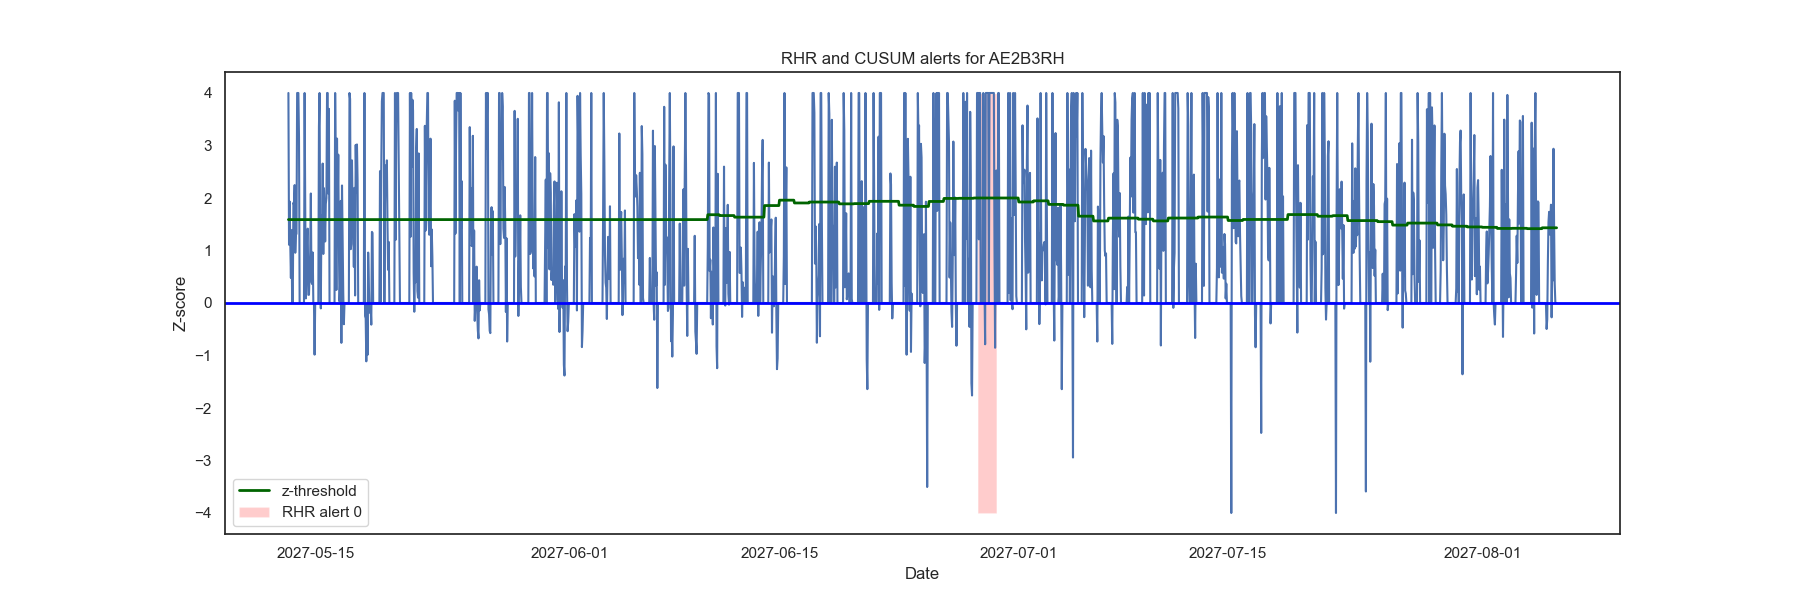 RHR and CUSUM alerts for AE2B3RH
4
3
2
1
0
−1
−2
−3
−4
Z-score
z-threshold
RHR alert 0
2027-05-15 2027-06-01 2027-06-15 2027-07-01 2027-07-15 2027-08-01
Date